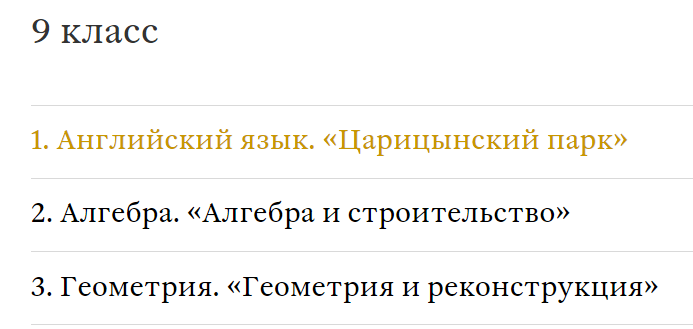 9 класс
1. Английский язык. «Царицынский парк»
2. Алгебра. «Алгебра и строительство»
3. Геометрия. «Геометрия и реконструкция»